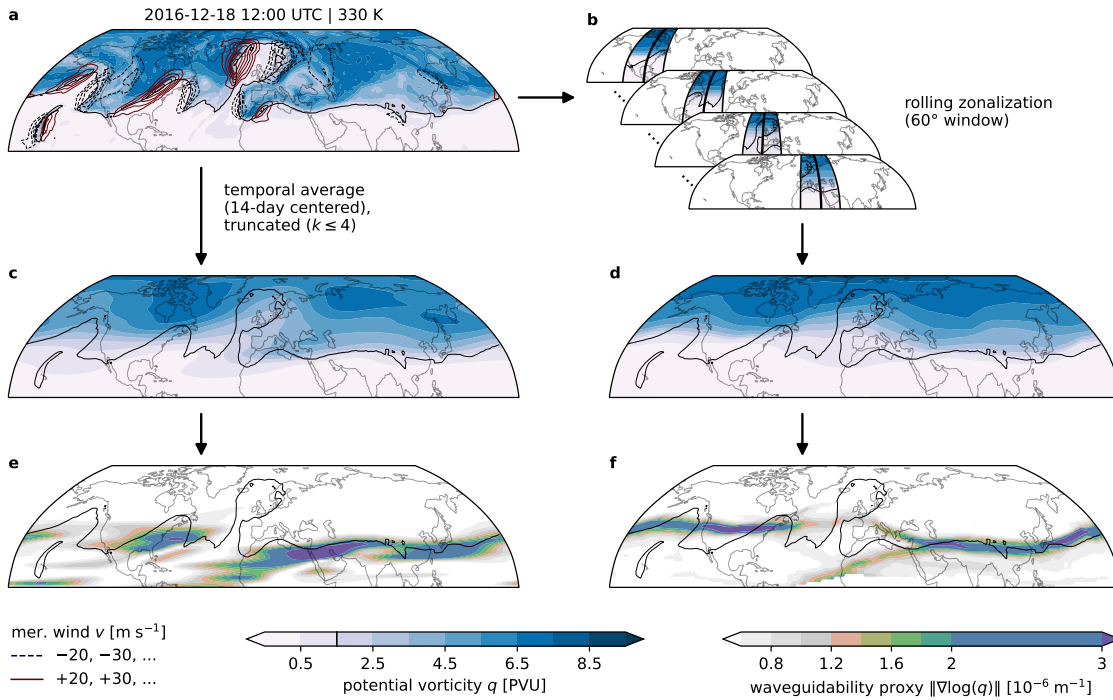 a
2016-12-18 12:00 UTC | 330 K
b
rolling zonalization
(60° window)
temporal average
(14-day centered),
truncated (k ≤ 4)
c
d
e
f
mer. wind v [m s⁻¹]
−20, −30, ...
+20, +30, ...
0.5 2.5 4.5 6.5 8.5
potential vorticity q [PVU]
0.8 1.2 1.6 2 3
waveguidability proxy ‖∇log(q)‖ [10⁻⁶ m⁻¹]